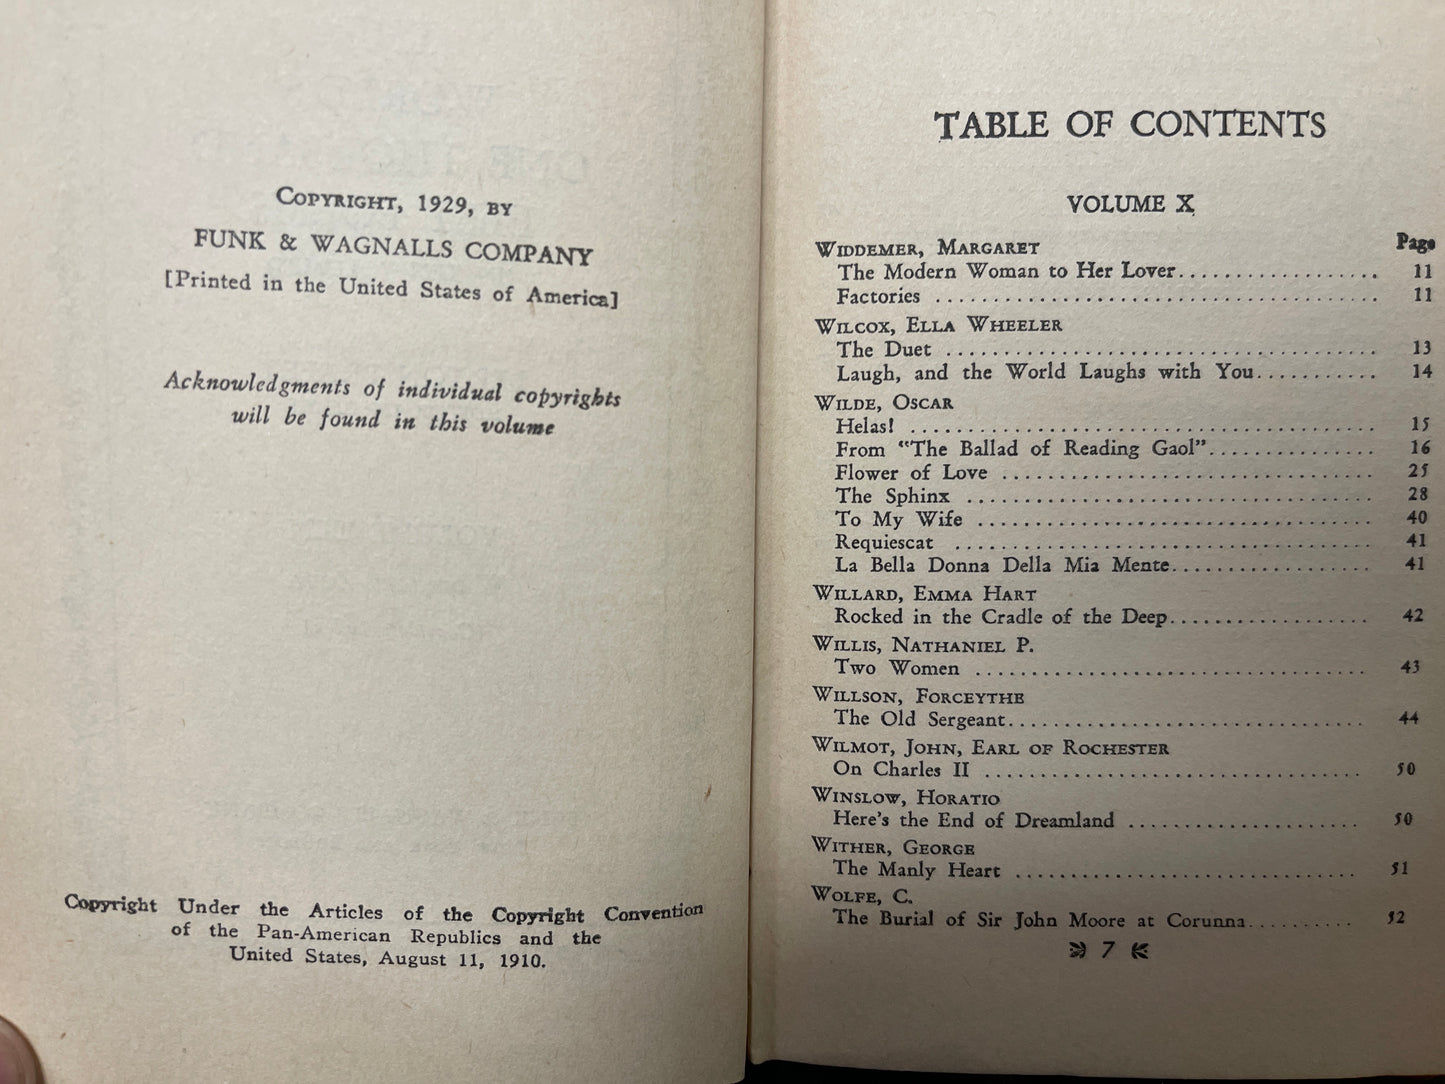 Copyright, 1929, by
FUNK & WAGNALLS COMPANY
[Printed in the United States of America]
Acknowledgments of individual copyrights
will be found in this volume
Copyright Under the Articles of the Copyright Convention
of the Pan-American Republics and the
United States, August 11, 1910.
TABLE OF CONTENTS
VOLUME X
Page
Widdemer, Margaret
The Modern Woman to Her Lover.................. 11
Factories ........................................ 11
Wilcox, Ella Wheeler
The Duet ....................................... 13
Laugh, and the World Laughs with You........... 14
Wilde, Oscar
Helas! .......................................... 15
From "The Ballad of Reading Gaol"............... 16
Flower of Love .................................. 25
The Sphinx ..................................... 28
To My Wife .................................... 40
Requiescat ...................................... 41
La Bella Donna Della Mia Mente.................. 41
Willard, Emma Hart
Rocked in the Cradle of the Deep.................. 42
Willis, Nathaniel P.
Two Women ................................... 43
Willson, Forceythe
The Old Sergeant................................ 44
Wilmot, John, Earl of Rochester
On Charles II .................................. 50
Winslow, Horatio
Here's the End of Dreamland ..................... 50
Wither, George
The Manly Heart ............................... 51
Wolfe, C.
The Burial of Sir John Moore at Corunna.......... 52
7